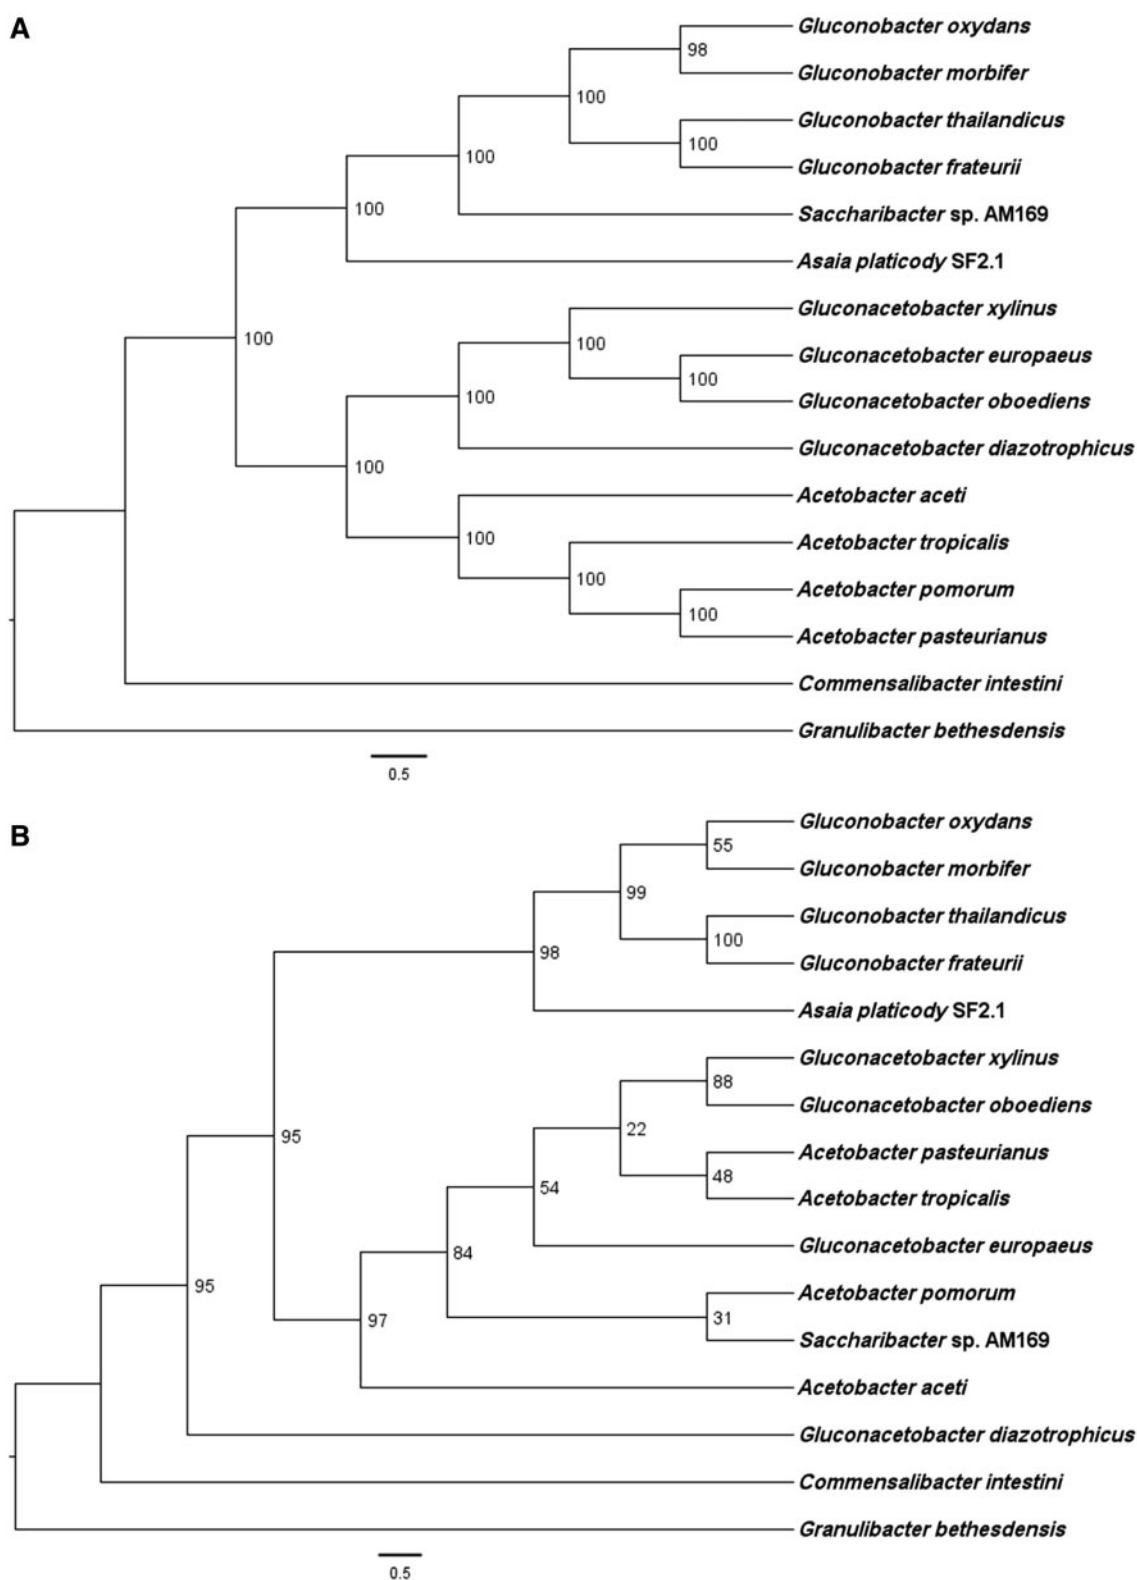 A
Gluconobacter oxydans
98
Gluconobacter morbifer
100
Gluconobacter thailandicus
100
100
Gluconobacter frateurii
100
Saccharibacter sp. AM169
Asaia platicody SF2.1
Gluconacetobacter xylinus
100
100
Gluconacetobacter europaeus
100
100
Gluconacetobacter oboediens
Gluconacetobacter diazotrophicus
100
Acetobacter aceti
100
Acetobacter tropicalis
100
Acetobacter pomorum
100
Acetobacter pasteurianus
Commensalibacter intestini
Granulibacter bethesdensis
0.5
B
Gluconobacter oxydans
55
Gluconobacter morbifer
99
Gluconobacter thailandicus
100
98
Gluconobacter frateurii
Asaia platicody SF2.1
Gluconacetobacter xylinus
88
Gluconacetobacter oboediens
95
22
Acetobacter pasteurianus
48
54
Acetobacter tropicalis
Gluconacetobacter europaeus
84
95
Acetobacter pomorum
97
31
Saccharibacter sp. AM169
Acetobacter aceti
Gluconacetobacter diazotrophicus
Commensalibacter intestini
Granulibacter bethesdensis
0.5